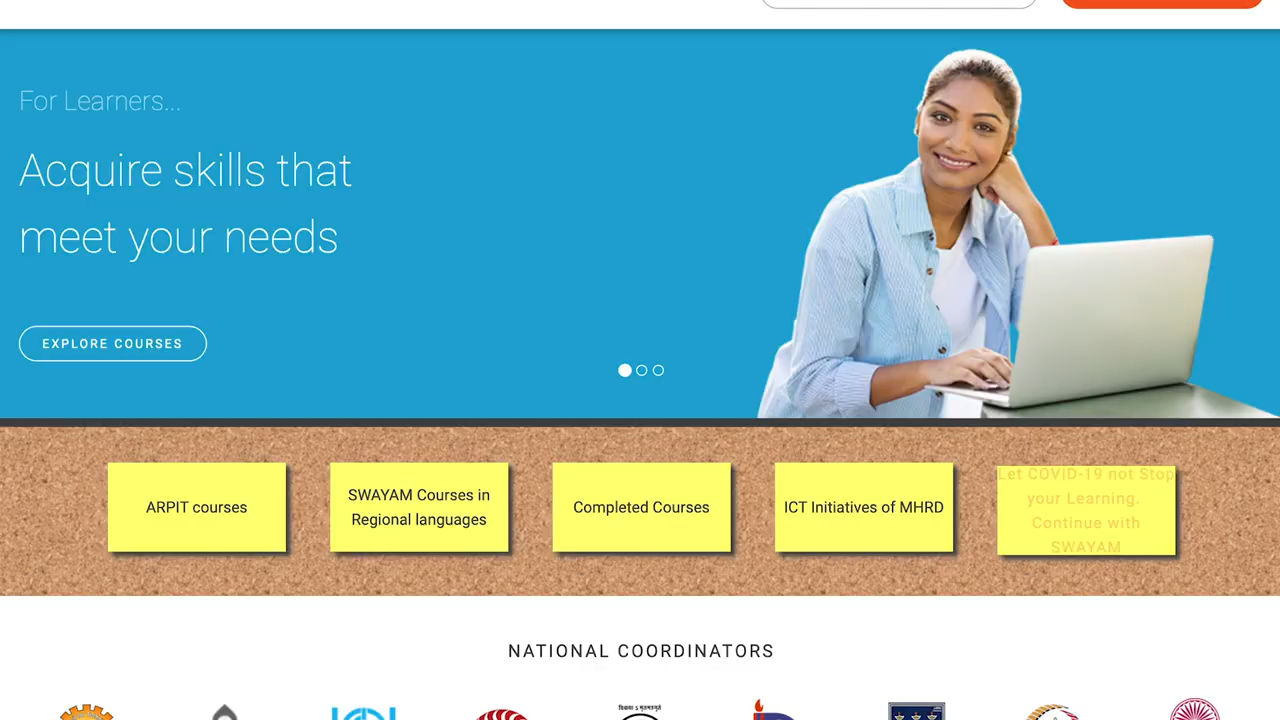 For Learners...
Acquire skills that
meet your needs
EXPLORE COURSES
ARPIT courses
SWAYAM Courses in
Regional languages
Completed Courses
ICT Initiatives of MHRD
Let COVID-19 not Stop
your Learning.
Continue with
SWAYAM
NATIONAL COORDINATORS